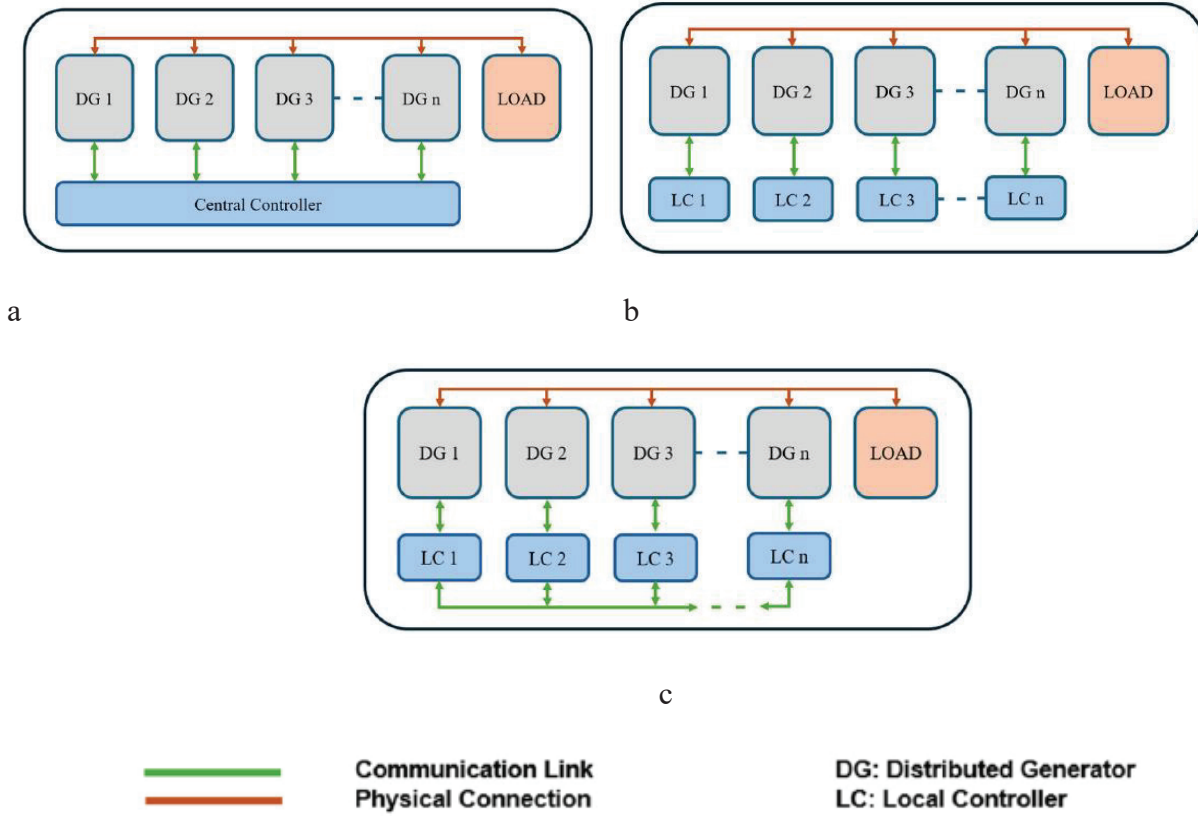 DG 1 DG 2 DG 3 DG n LOAD
Central Controller
a
DG 1 DG 2 DG 3 DG n LOAD
LC 1 LC 2 LC 3 LC n
b
DG 1 DG 2 DG 3 DG n LOAD
LC 1 LC 2 LC 3 LC n
c
Communication Link
Physical Connection
DG: Distributed Generator
LC: Local Controller